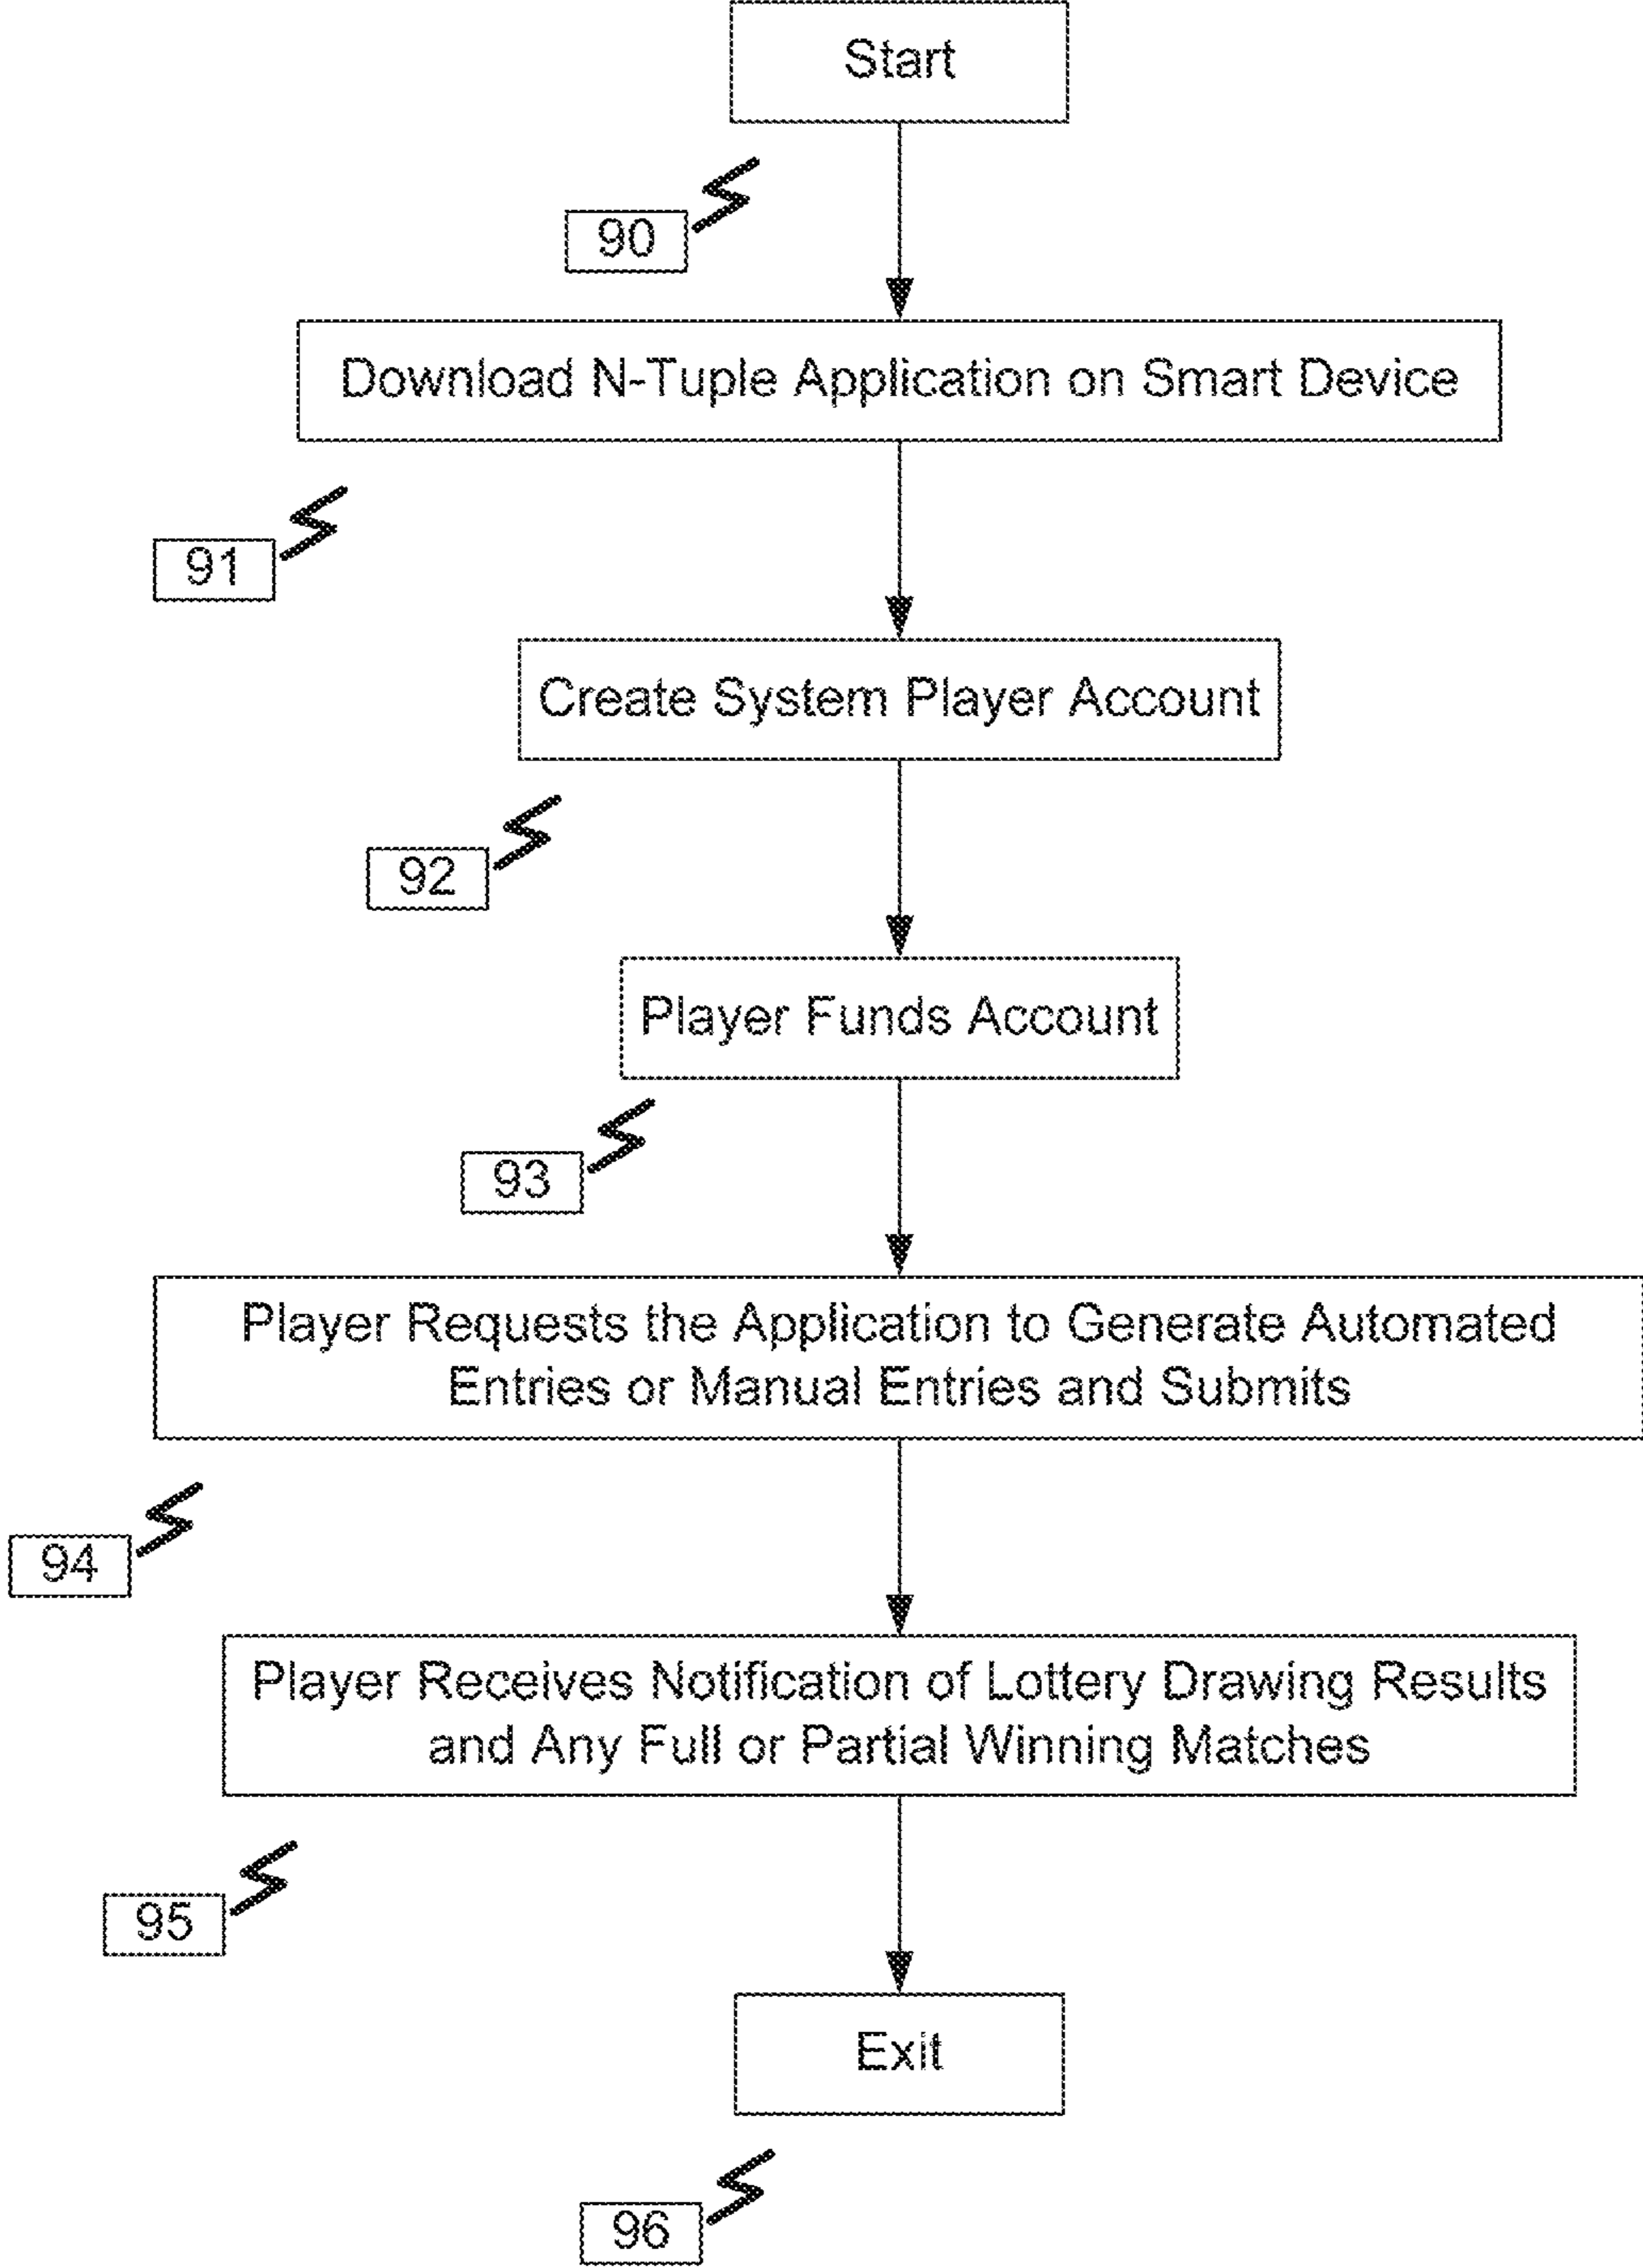 Start
90
Download N-Tuple Application on Smart Device
91
Create System Player Account
92
Player Funds Account
93
Player Requests the Application to Generate Automated
Entries or Manual Entries and Submits
94
Player Receives Notification of Lottery Drawing Results
and Any Full or Partial Winning Matches
95
Exit
96